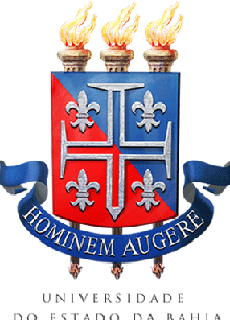 HOMINEM AUGERE
UNIVERSIDADE
DO ESTADO DA BAHIA